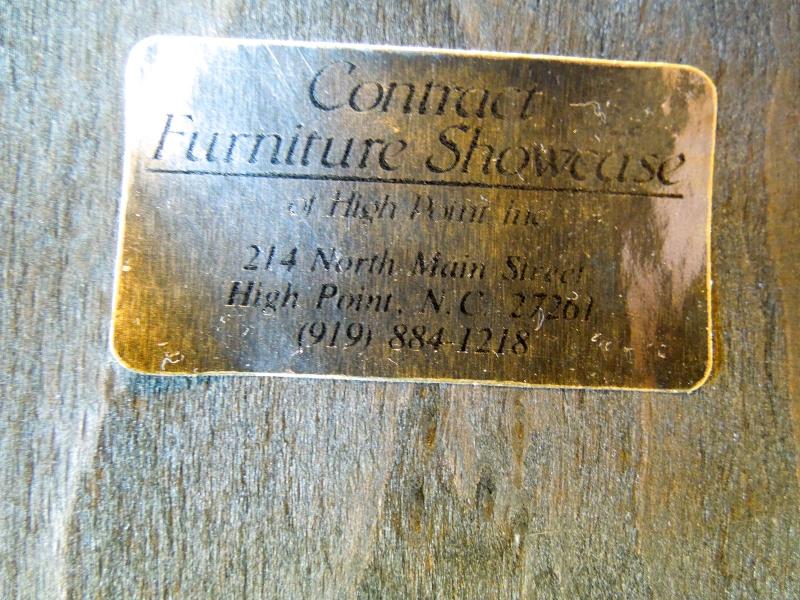 Contract
Furniture Showcase
of High Point, Inc.
214 North Main Street
High Point, N.C. 27261
(919) 884-1218